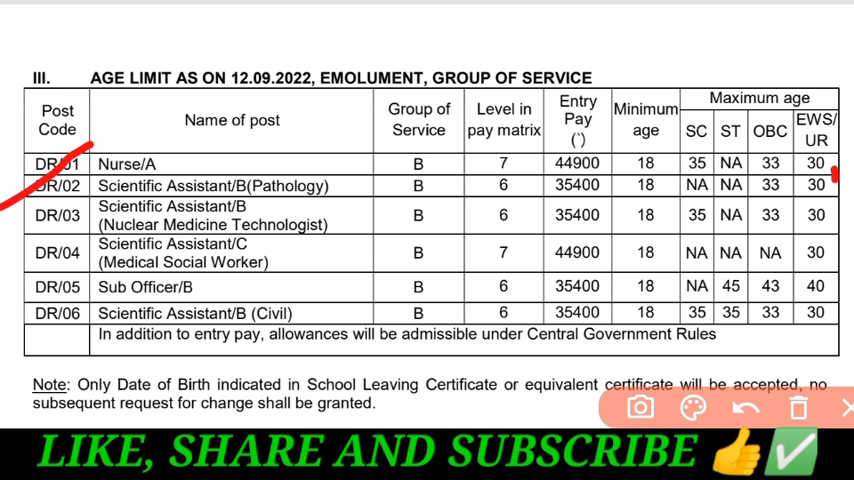 III. AGE LIMIT AS ON 12.09.2022, EMOLUMENT, GROUP OF SERVICE
Post Code | Name of post | Group of Service | Level in pay matrix | Entry Pay (`) | Minimum age | Maximum age
SC | ST | OBC | EWS/UR
DR/01 | Nurse/A | B | 7 | 44900 | 18 | 35 | NA | 33 | 30
DR/02 | Scientific Assistant/B(Pathology) | B | 6 | 35400 | 18 | NA | NA | 33 | 30
DR/03 | Scientific Assistant/B (Nuclear Medicine Technologist) | B | 6 | 35400 | 18 | 35 | NA | 33 | 30
DR/04 | Scientific Assistant/C (Medical Social Worker) | B | 7 | 44900 | 18 | NA | NA | NA | 30
DR/05 | Sub Officer/B | B | 6 | 35400 | 18 | NA | 45 | 43 | 40
DR/06 | Scientific Assistant/B (Civil) | B | 6 | 35400 | 18 | 35 | 35 | 33 | 30
In addition to entry pay, allowances will be admissible under Central Government Rules
Note: Only Date of Birth indicated in School Leaving Certificate or equivalent certificate will be accepted, no
subsequent request for change shall be granted.
LIKE, SHARE AND SUBSCRIBE